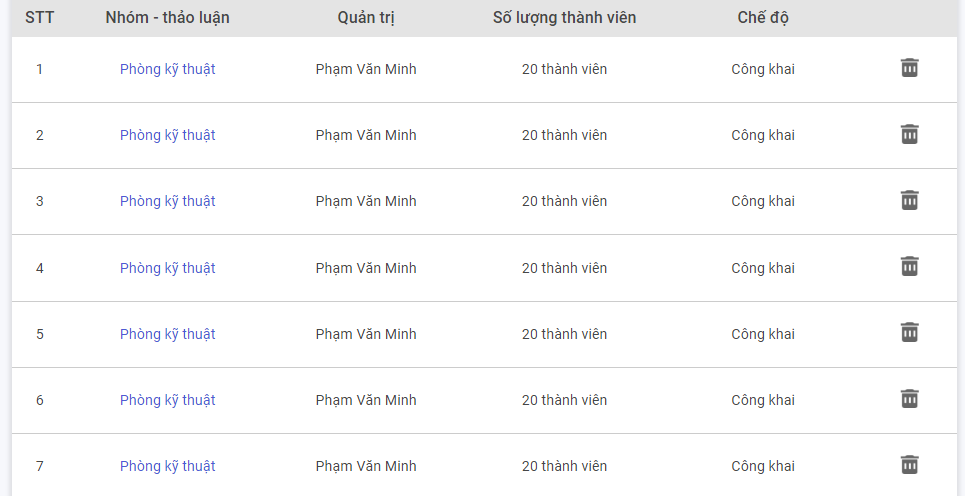 STT Nhóm - thảo luận Quản trị Số lượng thành viên Chế độ
1 Phòng kỹ thuật Phạm Văn Minh 20 thành viên Công khai
2 Phòng kỹ thuật Phạm Văn Minh 20 thành viên Công khai
3 Phòng kỹ thuật Phạm Văn Minh 20 thành viên Công khai
4 Phòng kỹ thuật Phạm Văn Minh 20 thành viên Công khai
5 Phòng kỹ thuật Phạm Văn Minh 20 thành viên Công khai
6 Phòng kỹ thuật Phạm Văn Minh 20 thành viên Công khai
7 Phòng kỹ thuật Phạm Văn Minh 20 thành viên Công khai